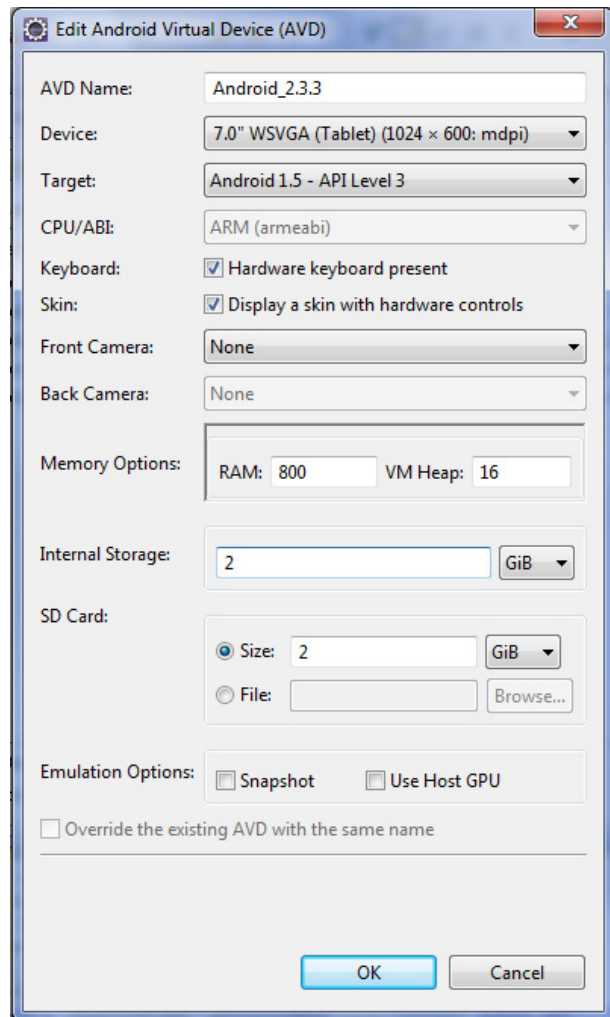 Edit Android Virtual Device (AVD)
AVD Name: Android_2.3.3
Device: 7.0" WSVGA (Tablet) (1024 × 600: mdpi)
Target: Android 1.5 - API Level 3
CPU/ABI: ARM (armeabi)
Keyboard: Hardware keyboard present
Skin: Display a skin with hardware controls
Front Camera: None
Back Camera: None
Memory Options: RAM: 800 VM Heap: 16
Internal Storage: 2 GiB
SD Card:
Size: 2 GiB
File: Browse...
Emulation Options: Snapshot Use Host GPU
Override the existing AVD with the same name
OK Cancel